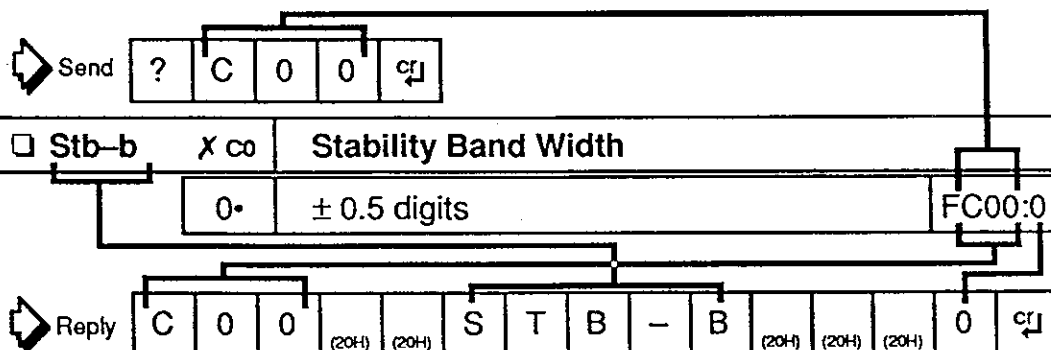 Send ? C 0 0 cr
❏ Stb–b ✗ co Stability Band Width
0• ± 0.5 digits FC00:0
Reply C 0 0 (20H) (20H) S T B – B (20H) (20H) (20H) 0 cr